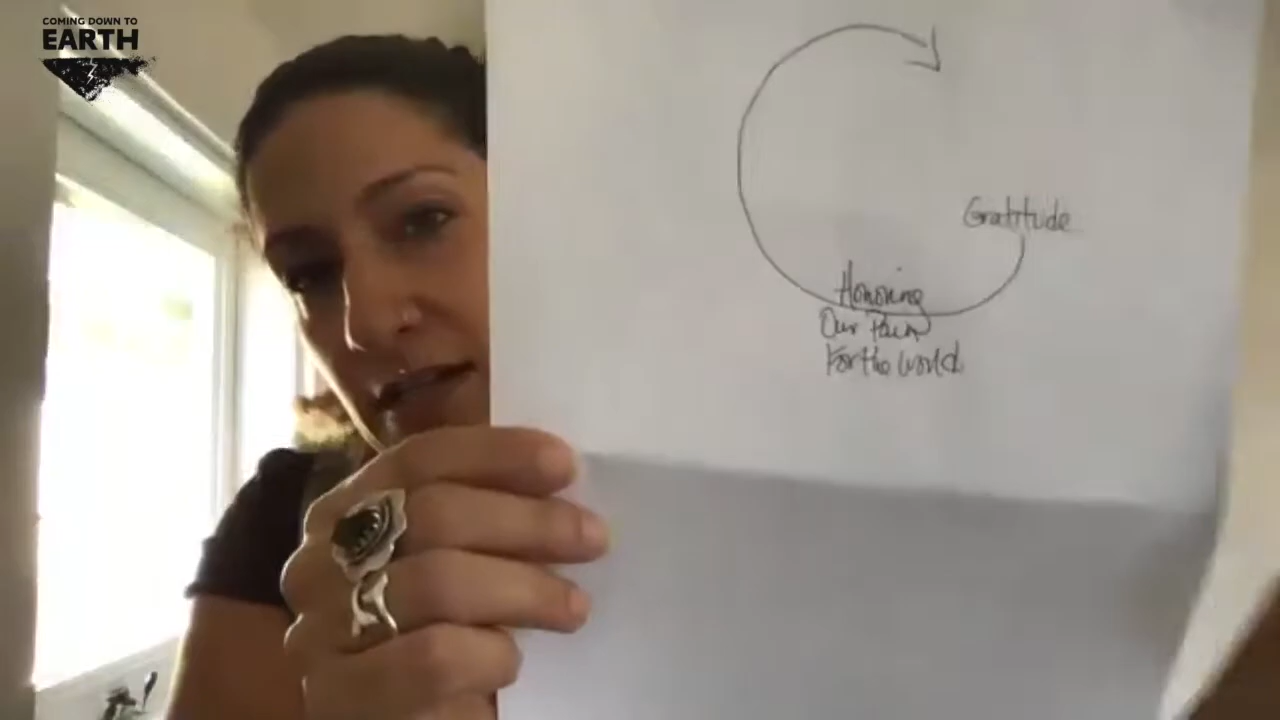 COMING DOWN TO
EARTH
Gratitude
Honoring
Our Pain
For the World